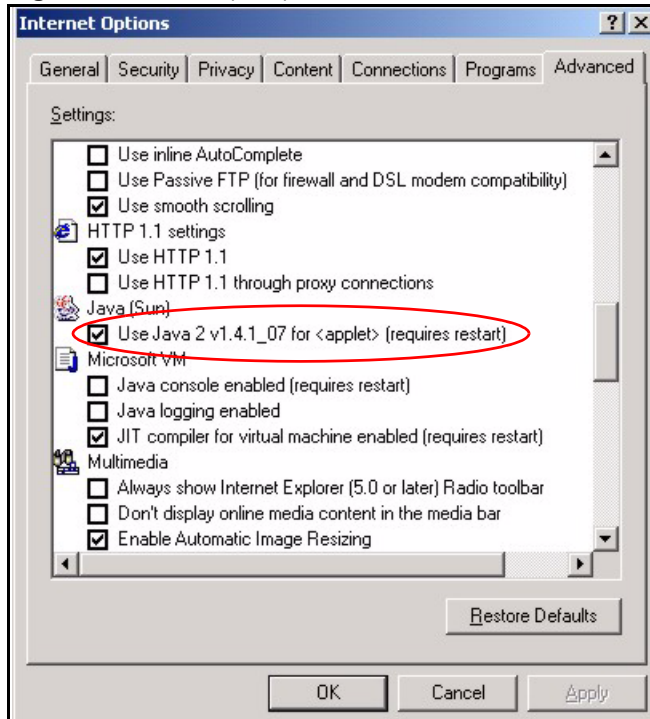 Internet Options
General Security Privacy Content Connections Programs Advanced
Settings:
Use inline AutoComplete
Use Passive FTP (for firewall and DSL modem compatibility)
Use smooth scrolling
HTTP 1.1 settings
Use HTTP 1.1
Use HTTP 1.1 through proxy connections
Java (Sun)
Use Java 2 v1.4.1_07 for <applet> (requires restart)
Microsoft VM
Java console enabled (requires restart)
Java logging enabled
JIT compiler for virtual machine enabled (requires restart)
Multimedia
Always show Internet Explorer (5.0 or later) Radio toolbar
Don't display online media content in the media bar
Enable Automatic Image Resizing
Restore Defaults
OK Cancel Apply